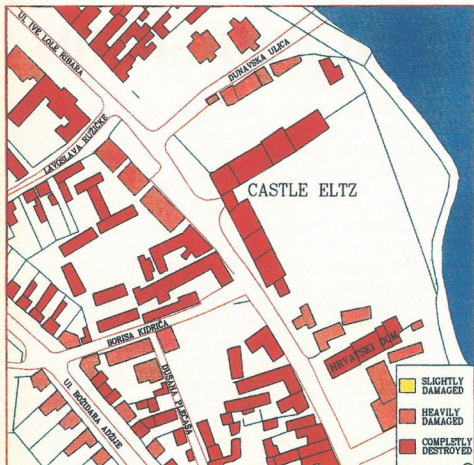 UL IVE LOLE RIBARA
DUNAVSKA ULICA
LAVOSLAVA RUŽIČKE
CASTLE ELTZ
BORISA KIDRIČA
HRVATSKI DOM
DUŠANA PLEĆAŠA
UL BOŽIDARA ADŽIJE
SLIGHTLY
DAMAGED
HEAVILY
DAMAGED
COMPLETLY
DESTROYED